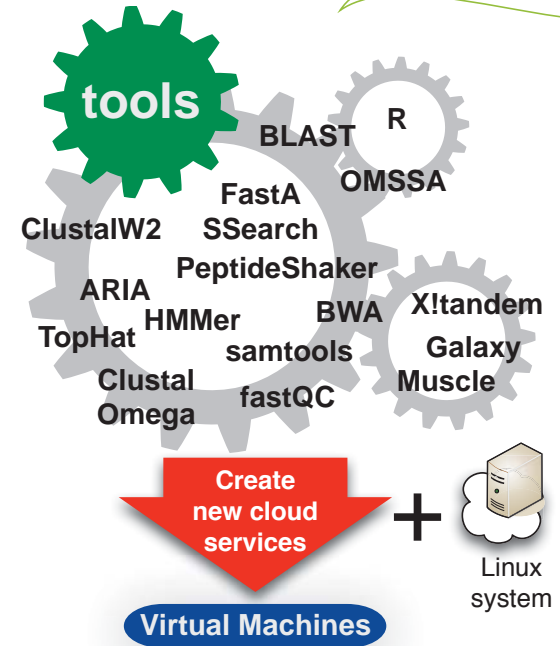 tools
BLAST
R
OMSSA
FastA
ClustalW2
SSearch
PeptideShaker
ARIA
HMMer
BWA
X!tandem
TopHat
samtools
Galaxy
Muscle
Clustal
Omega
fastQC
Create
new cloud
services
+
Linux
system
Virtual Machines